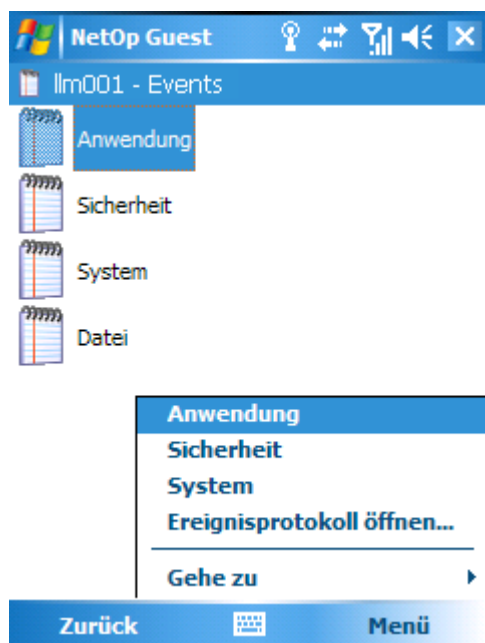 NetOp Guest
llm001 - Events
Anwendung
Sicherheit
System
Datei
Anwendung
Sicherheit
System
Ereignisprotokoll öffnen...
Gehe zu
Zurück Menü